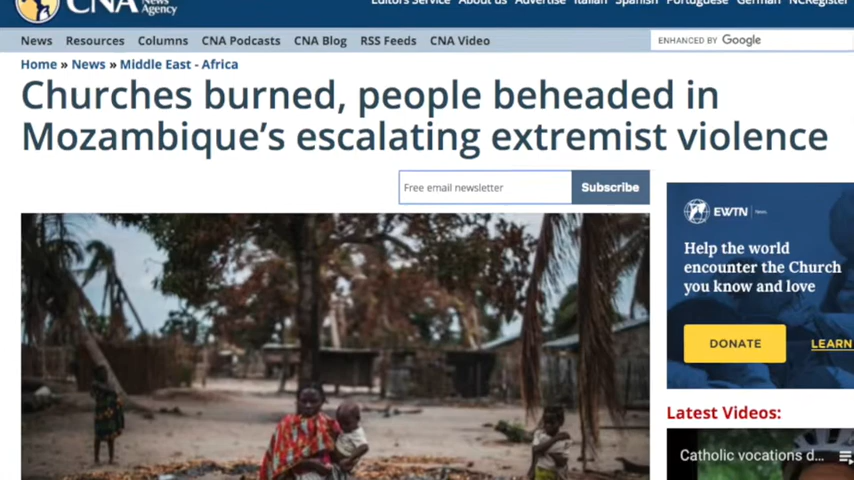 CNA News Agency
Editors Service About us Advertise Italian Spanish Portuguese German NCRegister
News Resources Columns CNA Podcasts CNA Blog RSS Feeds CNA Video
ENHANCED BY Google
Home » News » Middle East - Africa
Churches burned, people beheaded in
Mozambique's escalating extremist violence
Free email newsletter
Subscribe
EWTN News
Help the world
encounter the Church
you know and love
DONATE
LEARN
Latest Videos:
Catholic vocations d...